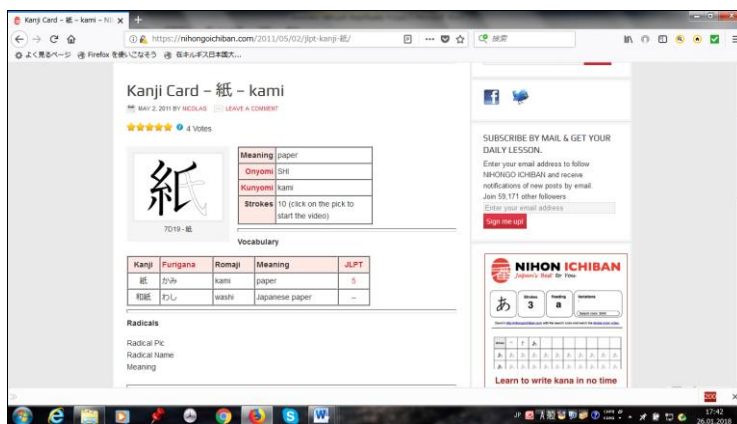 Kanji Card – 紙 – kami – Ni
https://nihongoichiban.com/2011/05/02/jlpt-kanji-紙/
検索
よく見るページ
Firefox を使いこなそう
在キルギス日本国大...
Kanji Card – 紙 – kami
MAY 2, 2011 BY NICOLAS
LEAVE A COMMENT
4 Votes
紙
7D19 - 紙
Meaning paper
Onyomi SHI
Kunyomi kami
Strokes 10 (click on the pick to
start the video)
Vocabulary
Kanji Furigana Romaji Meaning JLPT
紙 かみ kami paper 5
和紙 わし washi Japanese paper –
Radicals
Radical Pic
Radical Name
Meaning
SUBSCRIBE BY MAIL & GET YOUR
DAILY LESSON.
Enter your email address to follow
NIHONGO ICHIBAN and receive
notifications of new posts by email.
Join 59,171 other followers
Enter your email address
Sign me up!
NIHON ICHIBAN
Japan's Best for You
あ
Strokes
3
Reading
a
Notations
Learn to write kana in no time
200
JP
17:42
26.01.2018